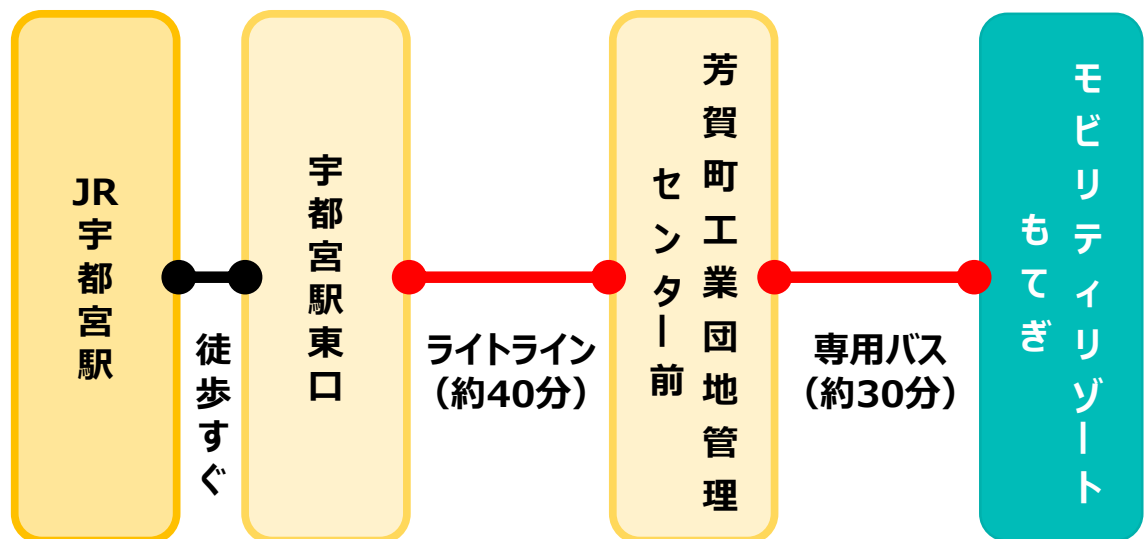 JR宇都宮駅
徒歩すぐ
宇都宮駅東口
ライトライン
（約40分）
芳賀町工業団地管理
センター前
専用バス
（約30分）
モビリティリゾート
もてぎ